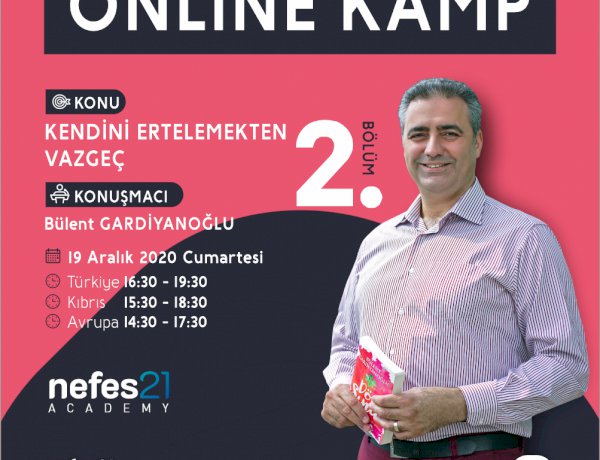 ONLINE KAMP
KONU
KENDİNİ ERTELEMEKTEN
VAZGEÇ
2.
BÖLÜM
KONUŞMACI
Bülent GARDİYANOĞLU
19 Aralık 2020 Cumartesi
Türkiye 16:30 - 19:30
Kıbrıs 15:30 - 18:30
Avrupa 14:30 - 17:30
nefes21
ACADEMY